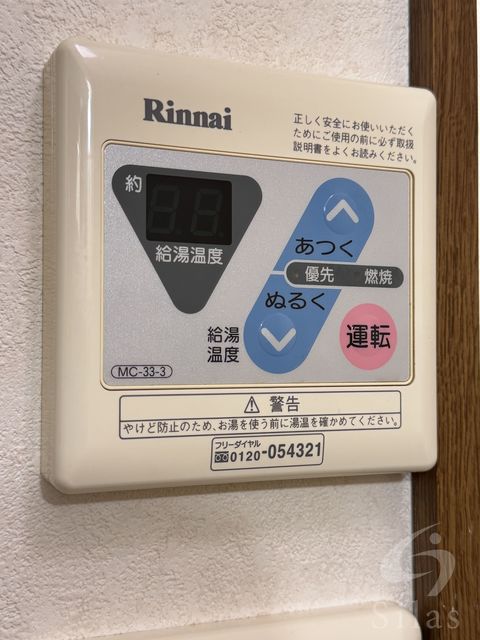 Rinnai
正しく安全にお使いいただく
ためにご使用の前に必ず取扱
説明書をよくお読みください。
約
給湯温度
あつく
優先 燃焼
ぬるく
給湯
温度
運転
MC-33-3
警告
やけど防止のため、お湯を使う前に湯温を確かめてください。
フリーダイヤル
0120-054321
Sila's